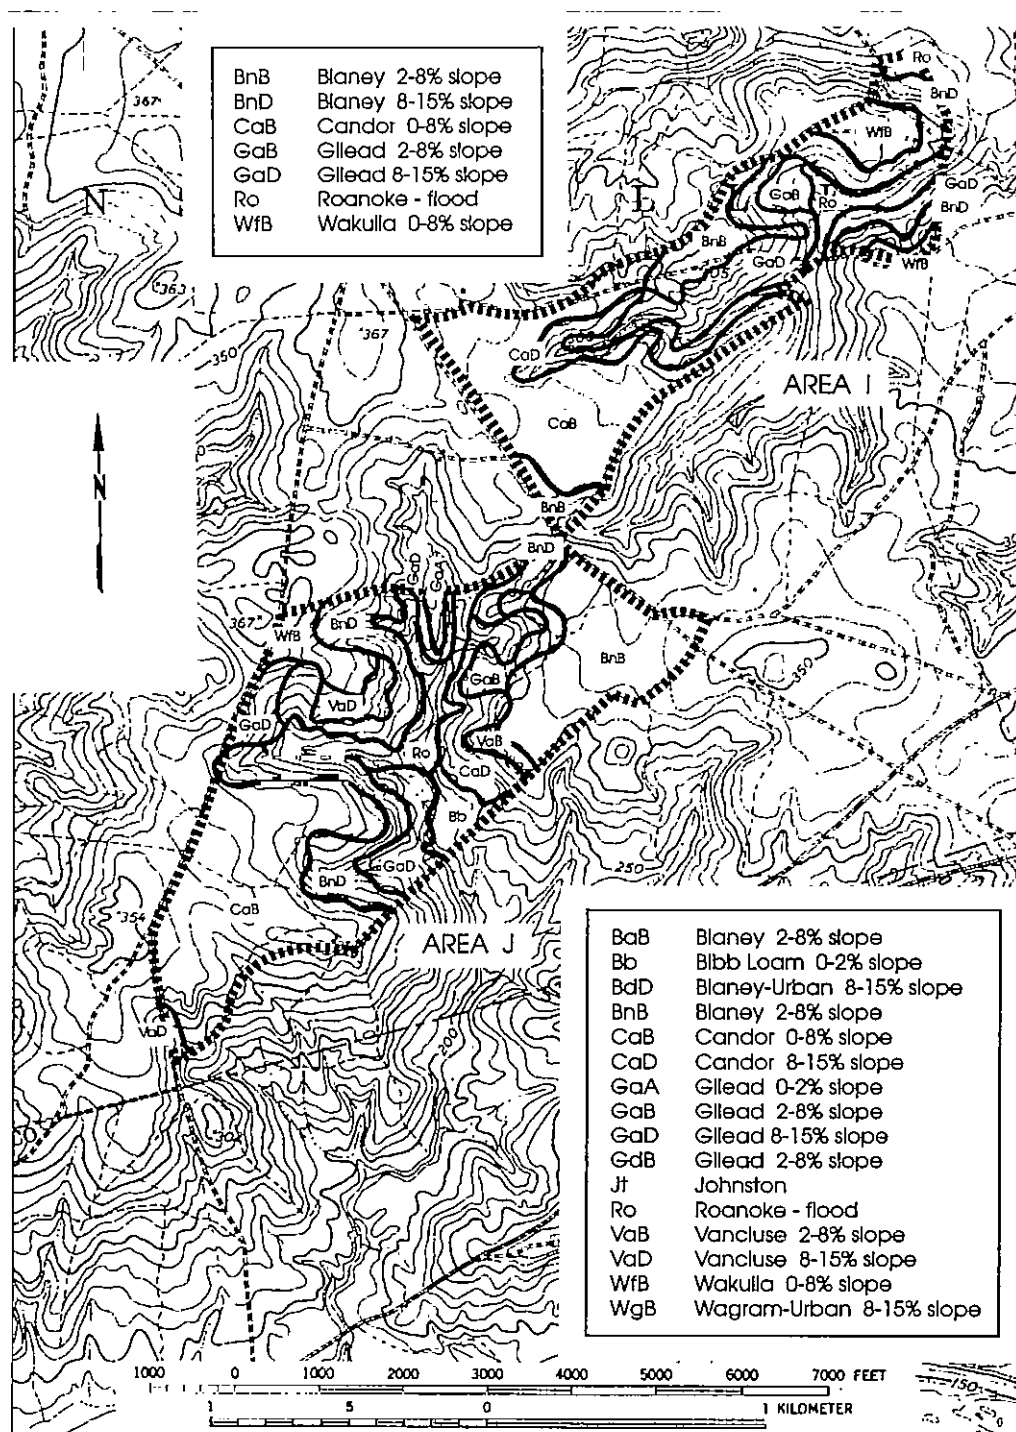 367
N
363
BnB Blaney 2-8% slope
BnD Blaney 8-15% slope
CaB Candor 0-8% slope
GaB Gilead 2-8% slope
GaD Gilead 8-15% slope
Ro Roanoke - flood
WfB Wakulla 0-8% slope
Ro
BnD
WfB
GaB
Ro
GaD
BnD
BnB
GaD
WfB
367
350
CaD
AREA I
CaB
N
BnB
BnD
GaD
GaA
367
WfB
BnD
BnB
350
GaB
VaD
GaD
VaB
Ro
CaD
Bb
250
GaD
BnD
CaB
354
AREA J
VaD
200
302
BaB Blaney 2-8% slope
Bb Bibb Loam 0-2% slope
BdD Blaney-Urban 8-15% slope
BnB Blaney 2-8% slope
CaB Candor 0-8% slope
CaD Candor 8-15% slope
GaA Gilead 0-2% slope
GaB Gilead 2-8% slope
GaD Gilead 8-15% slope
GdB Gilead 2-8% slope
Jt Johnston
Ro Roanoke - flood
VaB Vancluse 2-8% slope
VaD Vancluse 8-15% slope
WfB Wakulla 0-8% slope
WgB Wagram-Urban 8-15% slope
1000 0 1000 2000 3000 4000 5000 6000 7000 FEET
1 5 0 1 KILOMETER
150